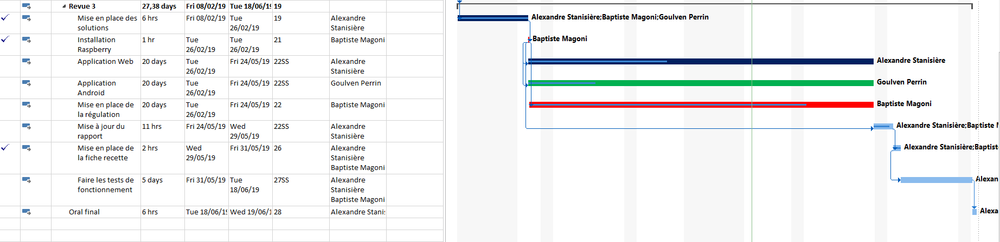 Revue 3 27,38 days Fri 08/02/19 Tue 18/06/19 19
Mise en place des solutions 6 hrs Fri 08/02/19 Tue 26/02/19 19 Alexandre Stanisière
Alexandre Stanisière;Baptiste Magoni;Goulven Perrin
Installation Raspberry 1 hr Tue 26/02/19 Tue 26/02/19 21 Baptiste Magoni
Baptiste Magoni
Application Web 20 days Tue 26/02/19 Fri 24/05/19 22SS Alexandre Stanisière
Alexandre Stanisière
Application Android 20 days Tue 26/02/19 Fri 24/05/19 22SS Goulven Perrin
Goulven Perrin
Mise en place de la régulation 20 days Tue 26/02/19 Fri 24/05/19 22 Baptiste Magoni
Baptiste Magoni
Mise à jour du rapport 11 hrs Fri 24/05/19 Wed 29/05/19 22SS Alexandre Stanisière
Alexandre Stanisière;Baptiste
Mise en place de la fiche recette 2 hrs Wed 29/05/19 Fri 31/05/19 26 Alexandre Stanisière Baptiste Magoni
Alexandre Stanisière;Baptist
Faire les tests de fonctionnement 5 days Fri 31/05/19 Tue 18/06/19 27SS Alexandre Stanisière Baptiste Magoni
Alexan
Oral final 6 hrs Tue 18/06/19 Wed 19/06/1 28 Alexandre Stanis
Alexa